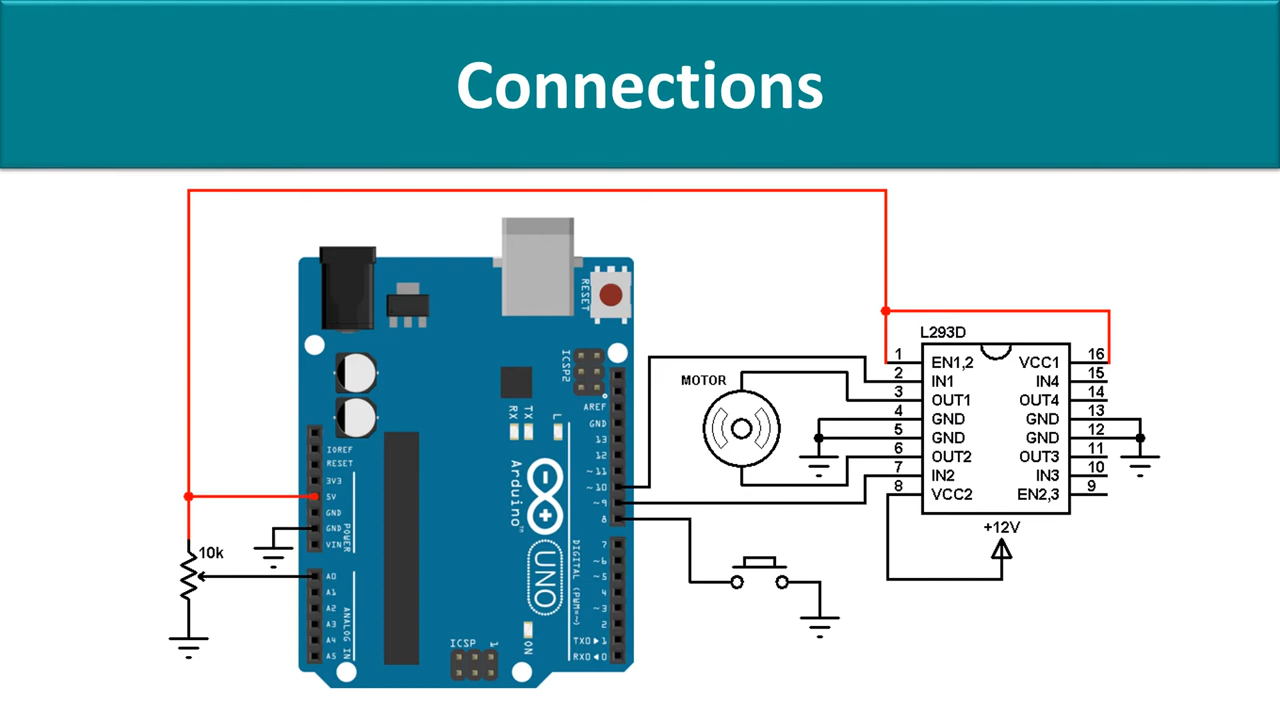 Connections
L293D
1 EN1,2 VCC1 16
2 IN1 IN4 15
3 OUT1 OUT4 14
4 GND GND 13
5 GND GND 12
6 OUT2 OUT3 11
7 IN2 IN3 10
8 VCC2 EN2,3 9
+12V
MOTOR
10k
RESET
ICSP2
AREF
GND
13
12
~11
~10
~9
8
7
~6
~5
4
~3
2
TX0▶1
RX0◀0
DIGITAL (PWM=~)
RX
TX
L
Arduino™
UNO
ON
ICSP
1
IOREF
RESET
3V3
5V
GND
GND
VIN
POWER
A0
A1
A2
A3
A4
A5
ANALOG IN